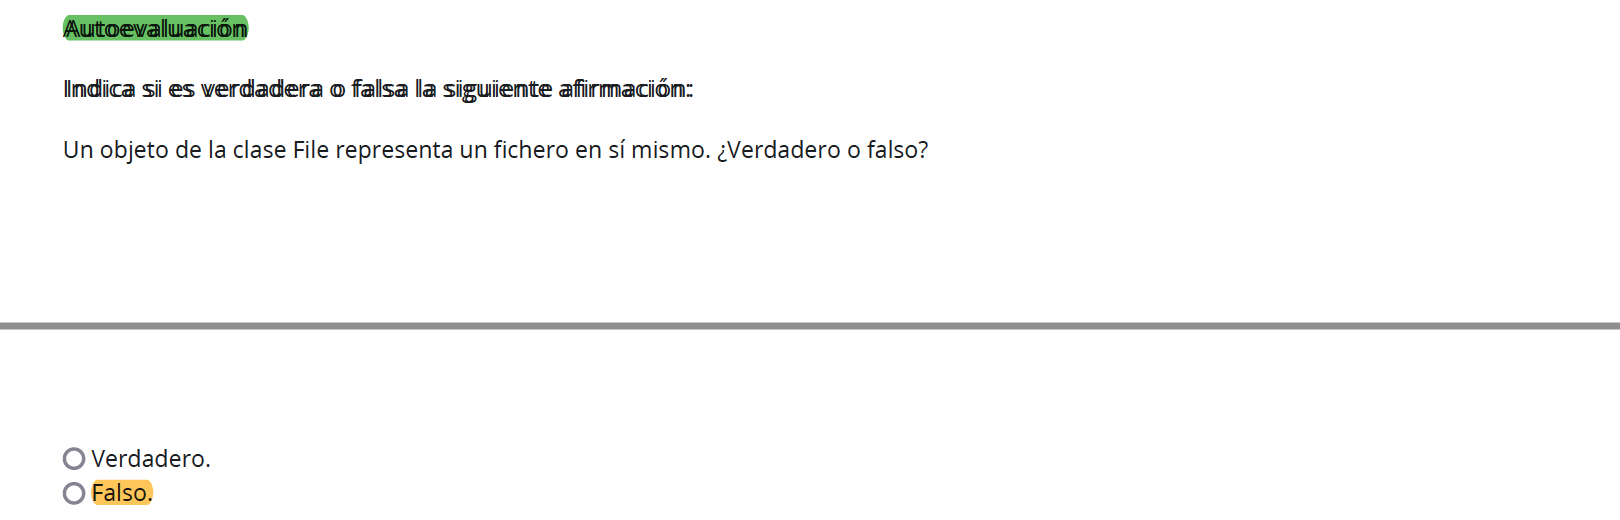 Autoevaluación
Indica si es verdadera o falsa la siguiente afirmación:
Un objeto de la clase File representa un fichero en sí mismo. ¿Verdadero o falso?
Verdadero.
Falso.